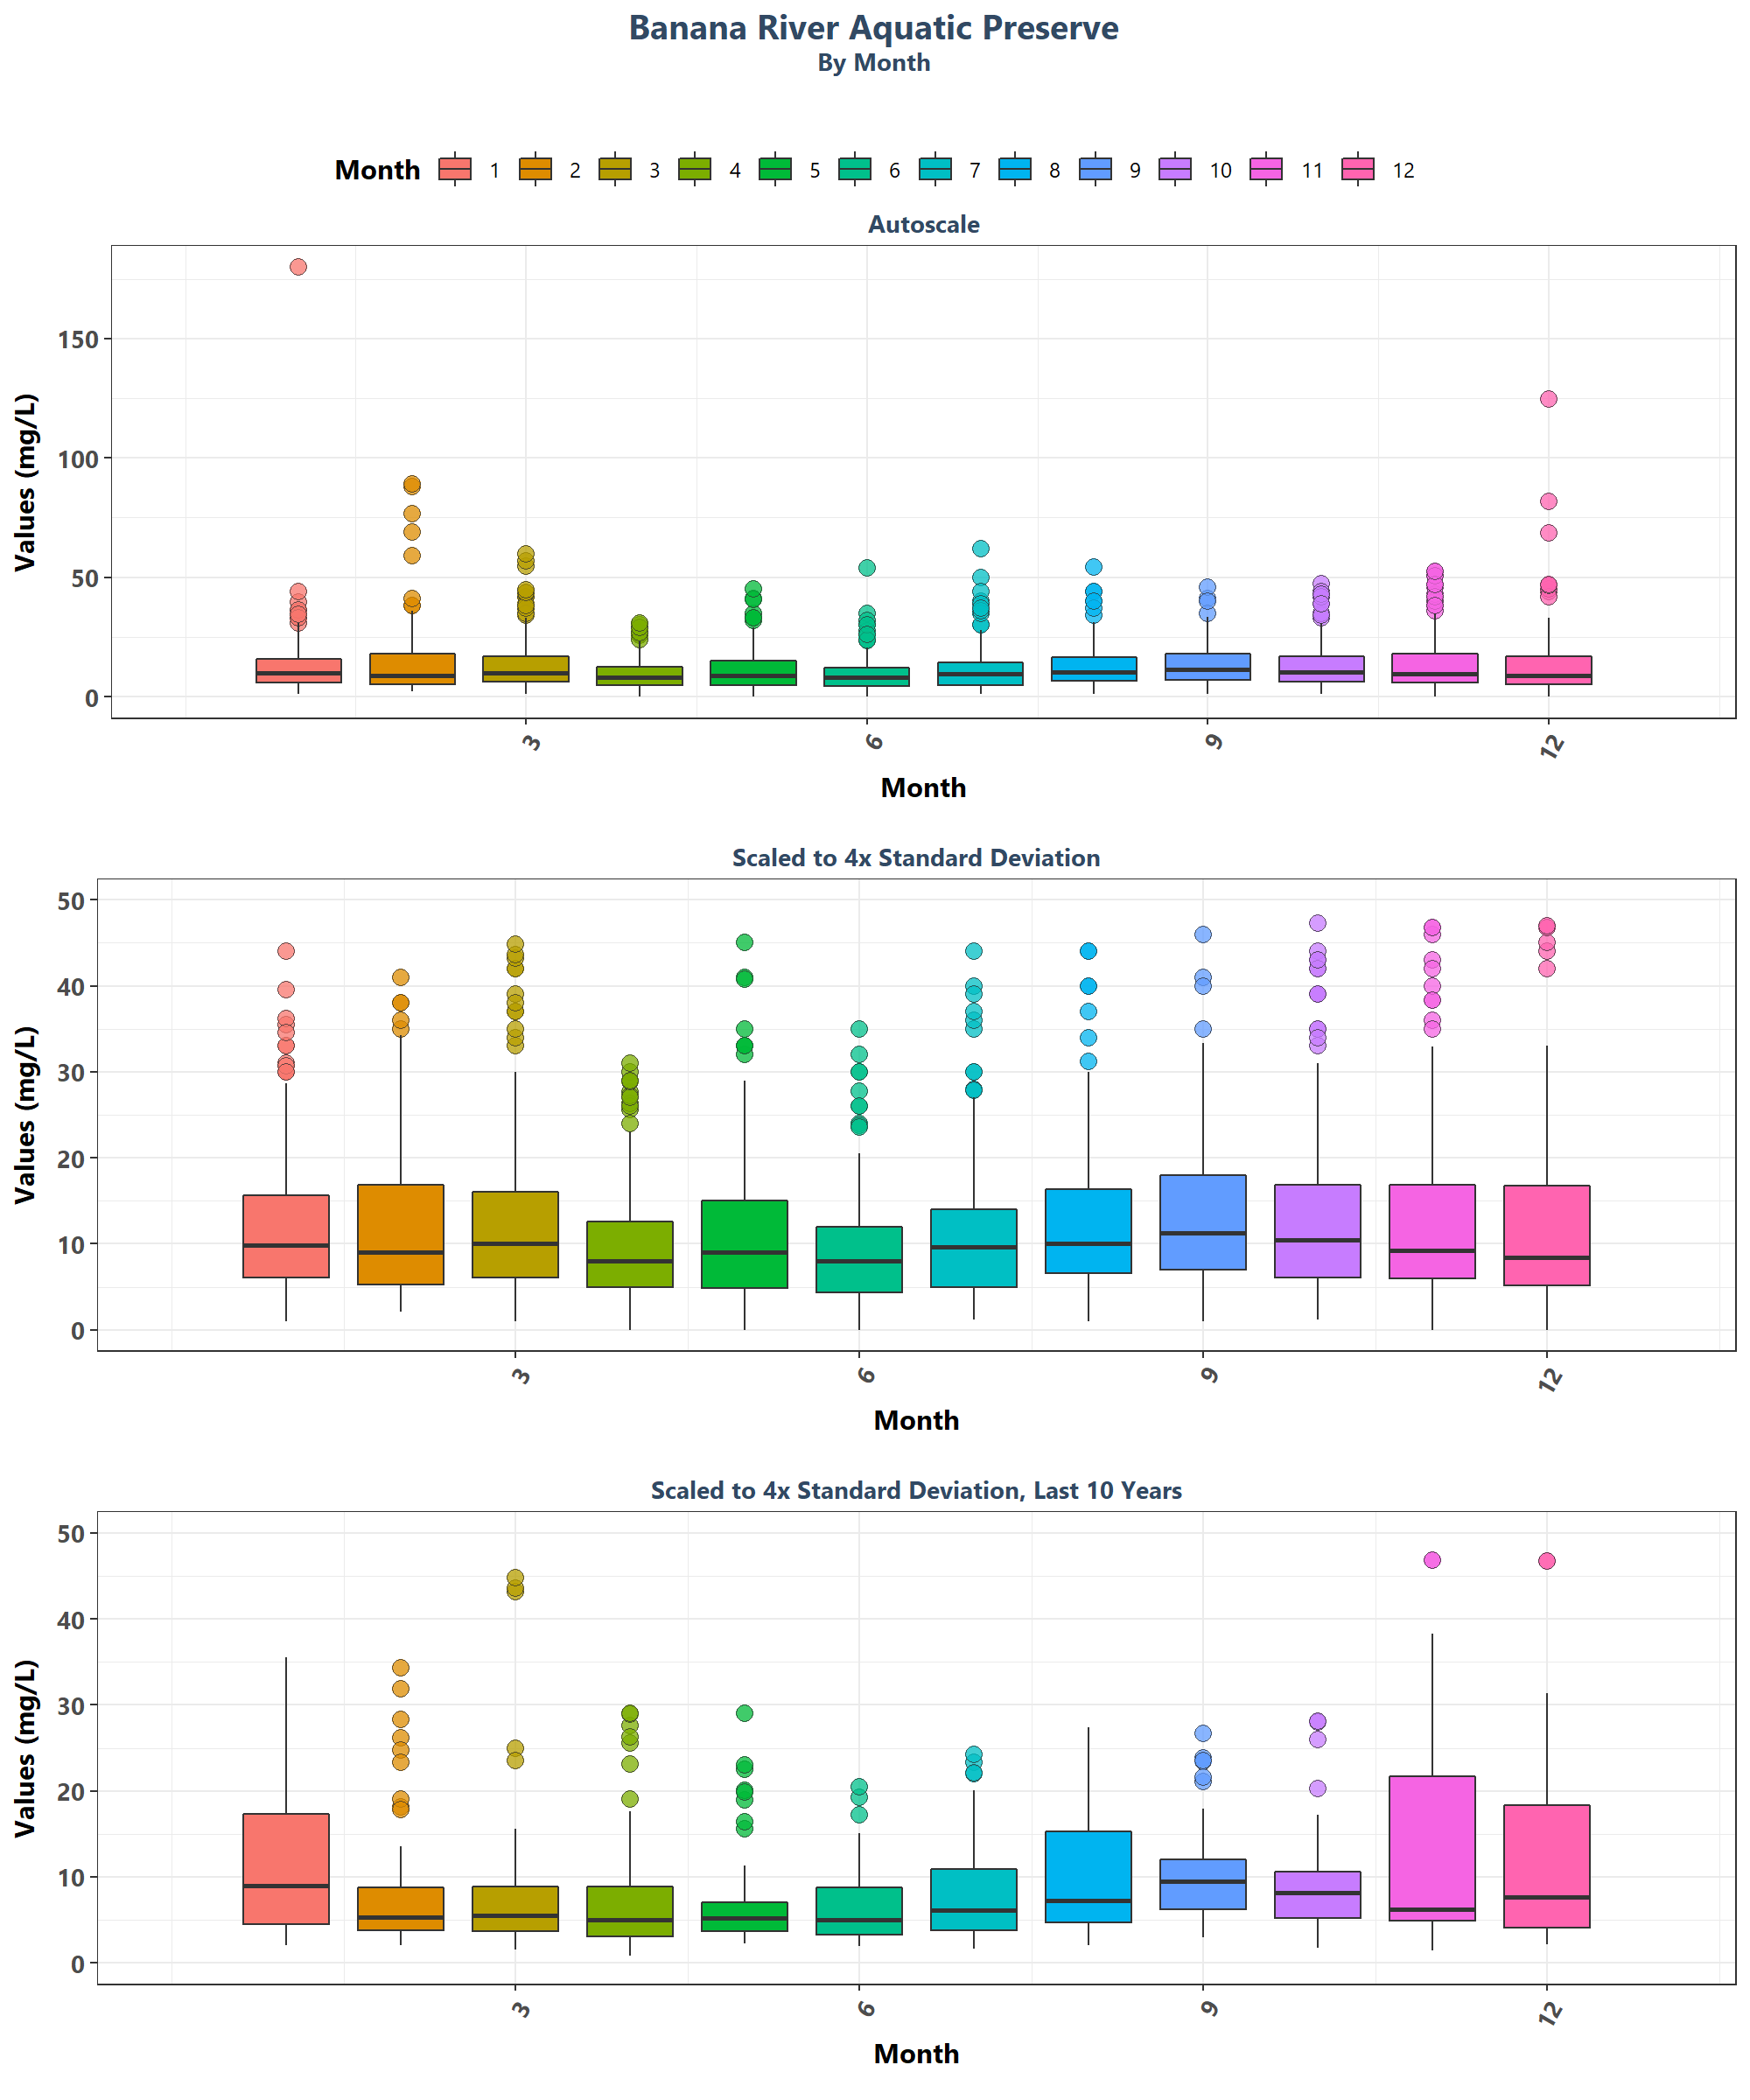 Banana River Aquatic Preserve
By Month
Month 1 2 3 4 5 6 7 8 9 10 11 12
Autoscale
Values (mg/L)
150
100
50
0
3 6 9 12
Month
Scaled to 4x Standard Deviation
Values (mg/L)
50
40
30
20
10
0
3 6 9 12
Month
Scaled to 4x Standard Deviation, Last 10 Years
Values (mg/L)
50
40
30
20
10
0
3 6 9 12
Month